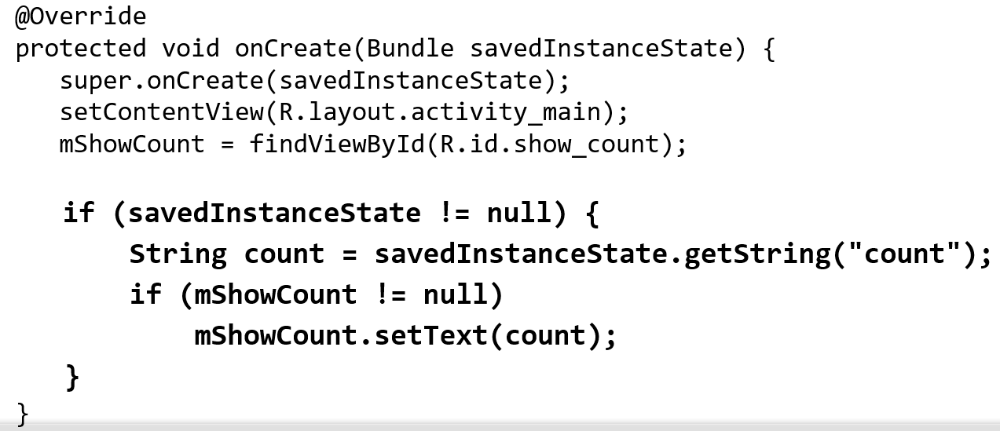 @Override
protected void onCreate(Bundle savedInstanceState) {
super.onCreate(savedInstanceState);
setContentView(R.layout.activity_main);
mShowCount = findViewById(R.id.show_count);
if (savedInstanceState != null) {
String count = savedInstanceState.getString("count");
if (mShowCount != null)
mShowCount.setText(count);
}
}